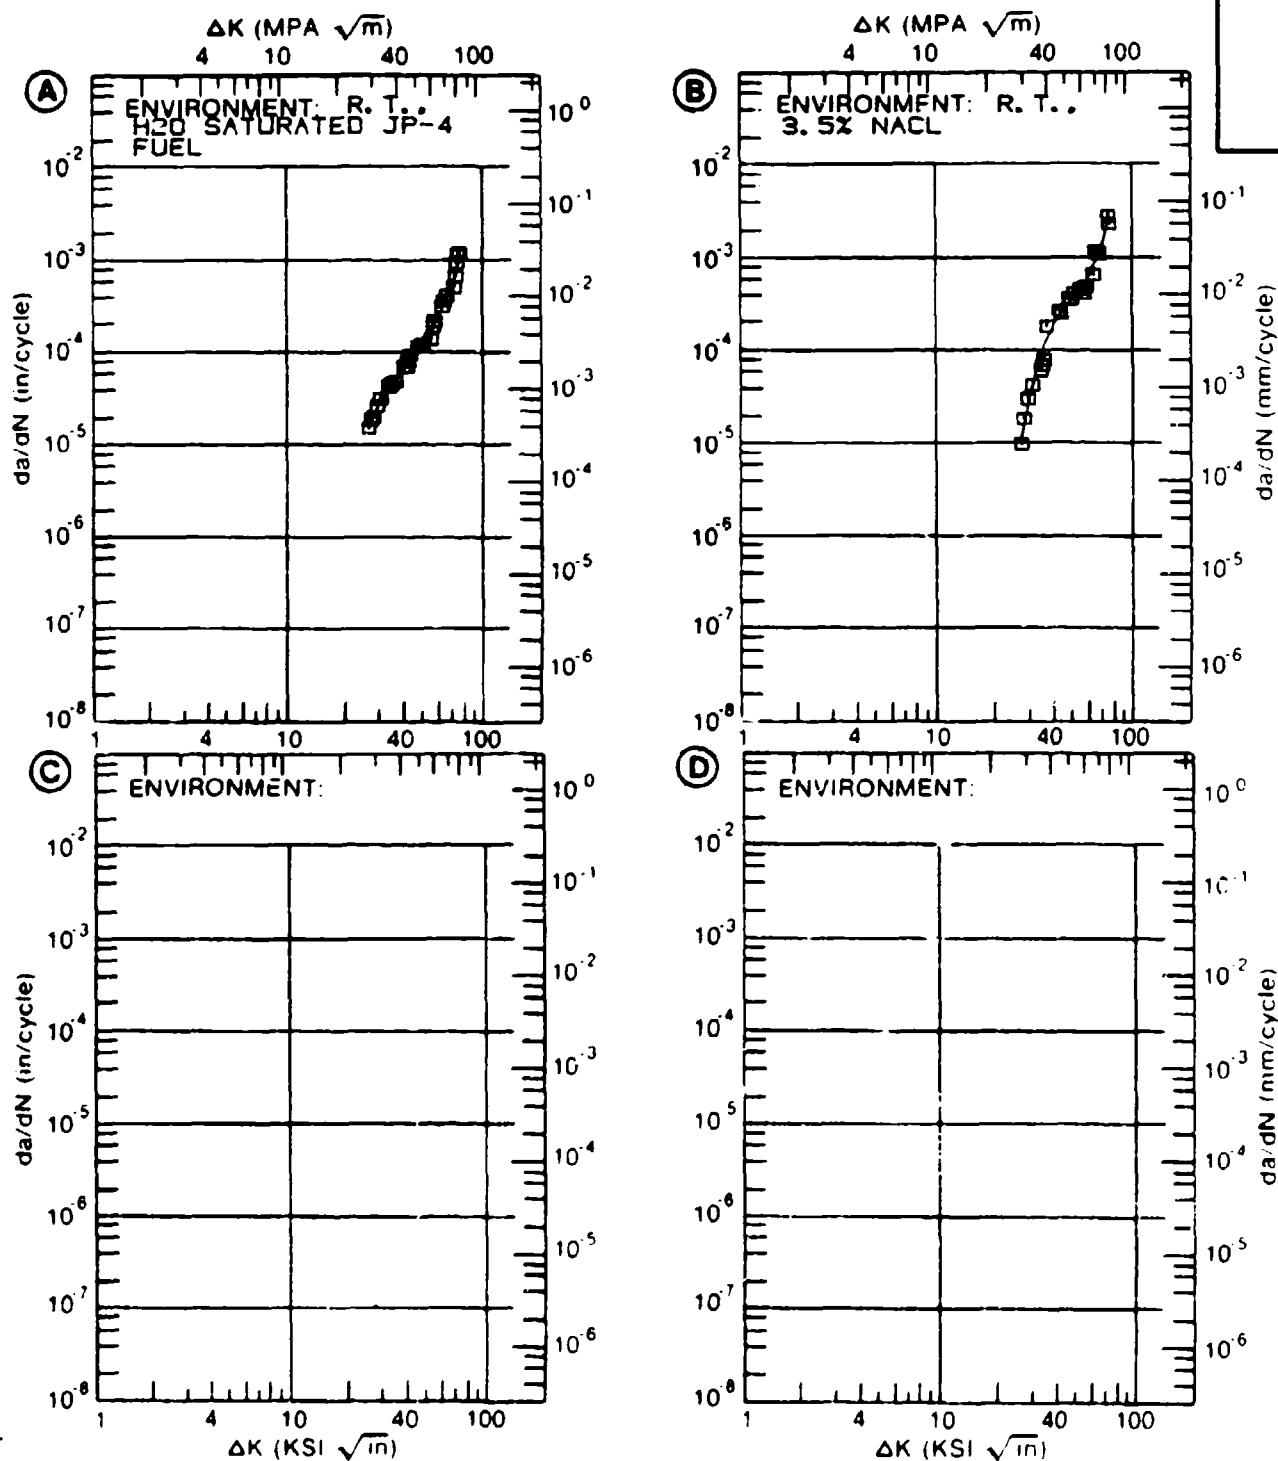 ΔK (MPA √m)
4 10 40 100
A
ENVIRONMENT: R. T.,
H2O SATURATED JP-4
FUEL
10^-2
10^-3
10^-4
10^-5
10^-6
10^-7
10^-8
da/dN (in/cycle)
10^0
10^-1
10^-2
10^-3
10^-4
10^-5
10^-6
1 4 10 40 100
ΔK (MPA √m)
4 10 40 100
B
ENVIRONMENT: R. T.,
3.5% NACL
10^-2
10^-3
10^-4
10^-5
10^-6
10^-7
10^-8
10^-1
10^-2
10^-3
10^-4
10^-5
10^-6
da/dN (mm/cycle)
1 4 10 40 100
C
ENVIRONMENT:
10^-2
10^-3
10^-4
10^-5
10^-6
10^-7
10^-8
da/dN (in/cycle)
10^0
10^-1
10^-2
10^-3
10^-4
10^-5
10^-6
1 4 10 40 100
ΔK (KSI √in)
D
ENVIRONMENT:
10^-2
10^-3
10^-4
10^-5
10^-6
10^-7
10^-8
10^0
10^-1
10^-2
10^-3
10^-4
10^-5
10^-6
da/dN (mm/cycle)
1 4 10 40 100
ΔK (KSI √in)